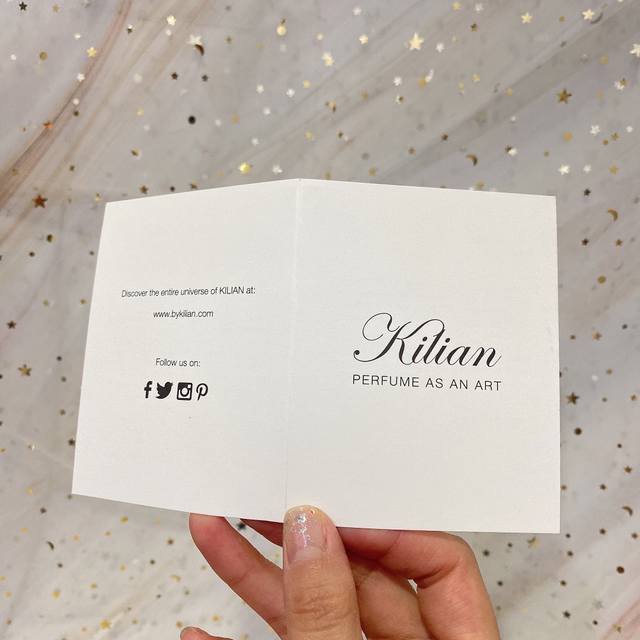 Discover the entire universe of KILIAN at:
www.bykilian.com
Follow us on:
Kilian
PERFUME AS AN ART